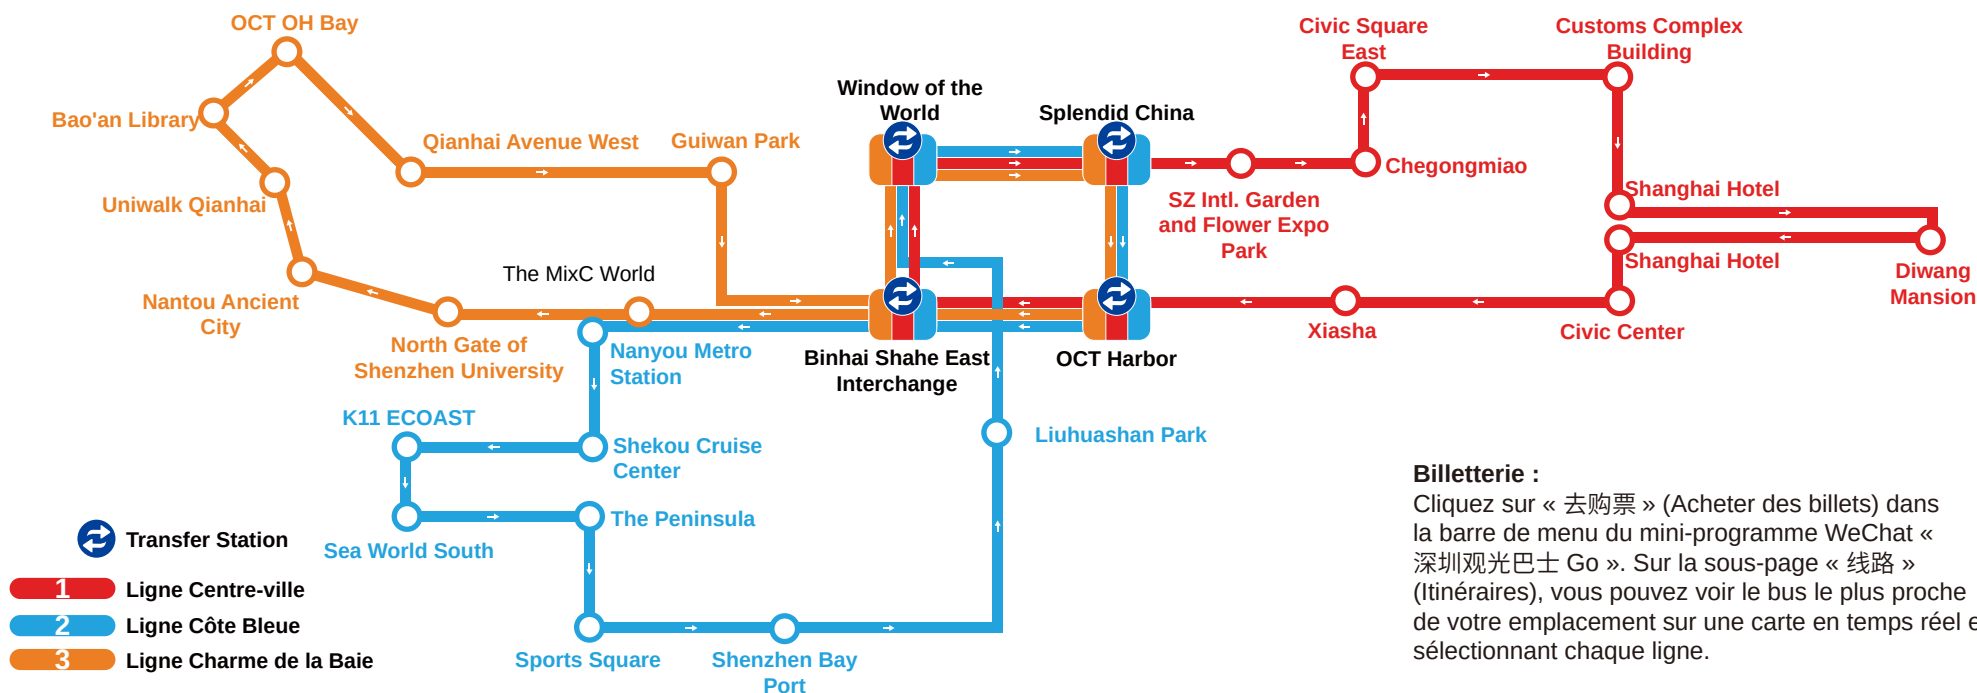 OCT OH Bay
Civic Square
East
Customs Complex
Building
Window of the
World
Splendid China
Bao'an Library
Qianhai Avenue West
Guiwan Park
Chegongmiao
Uniwalk Qianhai
SZ Intl. Garden
and Flower Expo
Park
Shanghai Hotel
Shanghai Hotel
Diwang
Mansion
The MixC World
Nantou Ancient
City
North Gate of
Shenzhen University
Nanyou Metro
Station
Binhai Shahe East
Interchange
OCT Harbor
Xiasha
Civic Center
K11 ECOAST
Shekou Cruise
Center
Liuhuashan Park
Sea World South
The Peninsula
Sports Square
Shenzhen Bay
Port
Transfer Station
1 Ligne Centre-ville
2 Ligne Côte Bleue
3 Ligne Charme de la Baie
Billetterie :
Cliquez sur « 去购票 » (Acheter des billets) dans
la barre de menu du mini-programme WeChat «
深圳观光巴士 Go ». Sur la sous-page « 线路 »
(Itinéraires), vous pouvez voir le bus le plus proche
de votre emplacement sur une carte en temps réel e
sélectionnant chaque ligne.